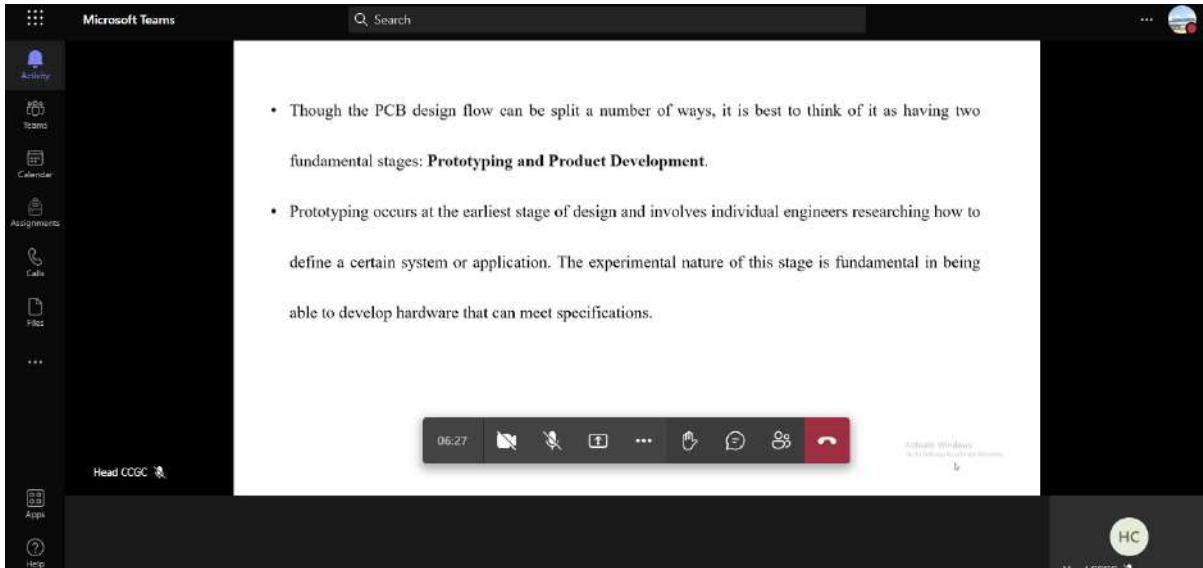 Microsoft Teams
Search
Activity
Teams
Calendar
Assignments
Calls
Files
Apps
Help
• Though the PCB design flow can be split a number of ways, it is best to think of it as having two
fundamental stages: Prototyping and Product Development.
• Prototyping occurs at the earliest stage of design and involves individual engineers researching how to
define a certain system or application. The experimental nature of this stage is fundamental in being
able to develop hardware that can meet specifications.
06:27
Activate Windows
Head CCGC
HC